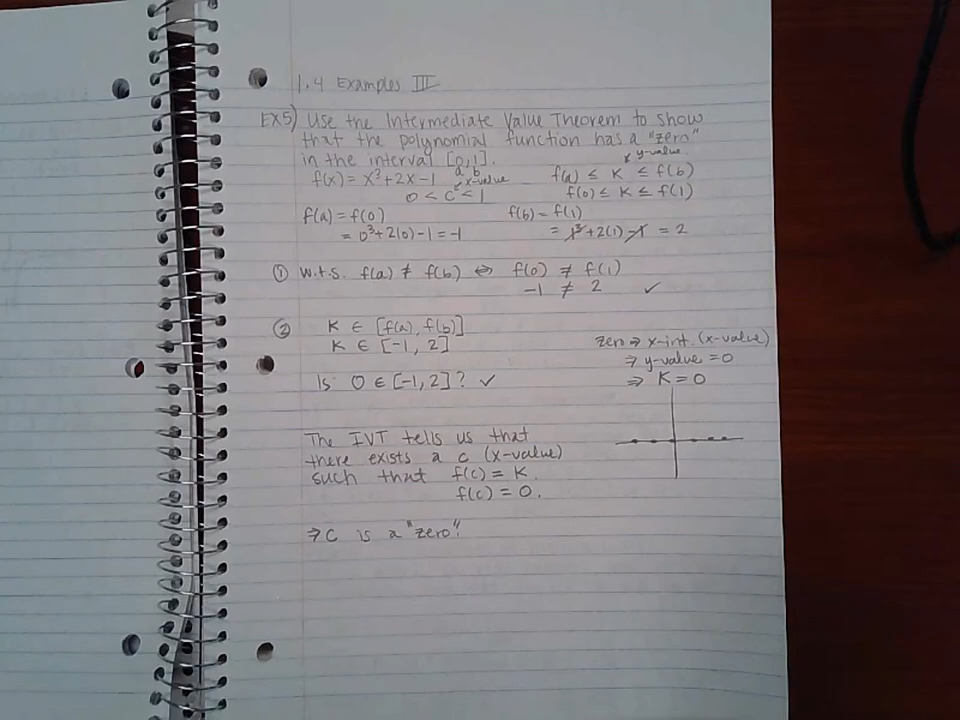 1.4 Examples III
EX5) Use the Intermediate Value Theorem to show
that the polynomial function has a "zero"
in the interval [0,1].
a b
y-value
f(x) = x³+2x-1
x-value
f(a) ≤ K ≤ f(b)
0 < c < 1
f(0) ≤ K ≤ f(1)
f(a) = f(0)
f(b) = f(1)
= 0³+2(0)-1 = -1
= 1³+2(1)-1 = 2
① W.t.S. f(a) ≠ f(b) ⇔ f(0) ≠ f(1)
-1 ≠ 2 ✓
② K ∈ [f(a), f(b)]
K ∈ [-1, 2]
zero ⇒ x-int. (x-value)
⇒ y-value = 0
⇒ K = 0
Is 0 ∈ [-1, 2]? ✓
The IVT tells us that
there exists a c (x-value)
such that f(c) = K.
f(c) = 0.
⇒ C is a "zero".